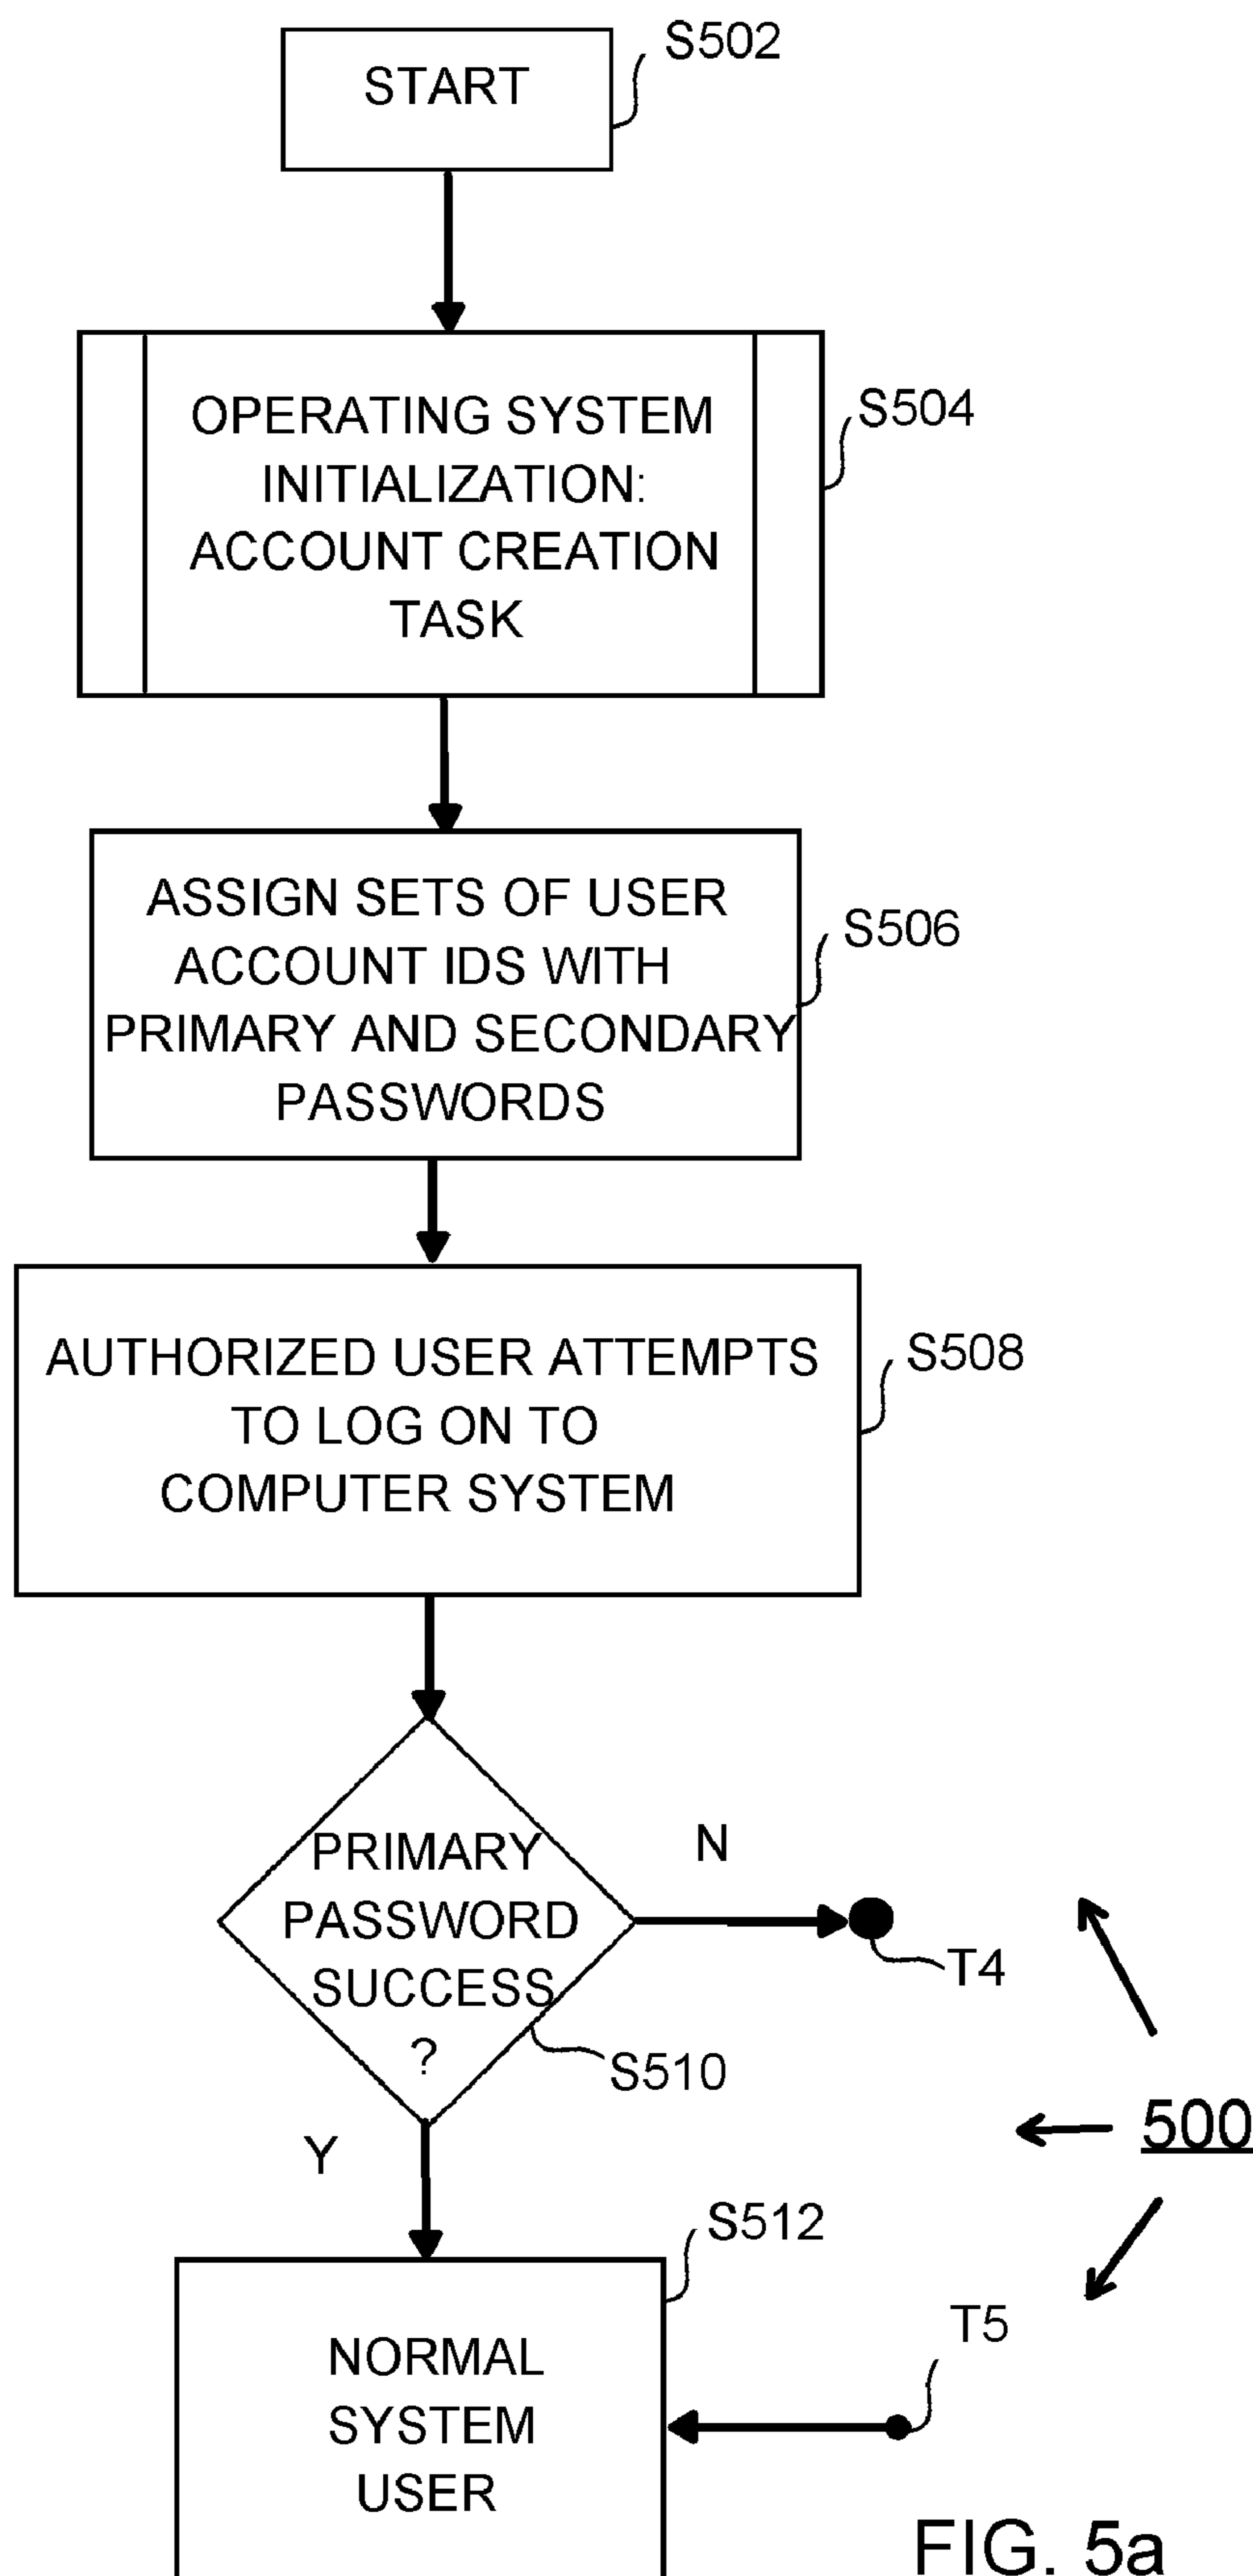 START
S502
OPERATING SYSTEM
INITIALIZATION:
ACCOUNT CREATION
TASK
S504
ASSIGN SETS OF USER
ACCOUNT IDS WITH
PRIMARY AND SECONDARY
PASSWORDS
S506
AUTHORIZED USER ATTEMPTS
TO LOG ON TO
COMPUTER SYSTEM
S508
PRIMARY
PASSWORD
SUCCESS
?
S510
N
T4
Y
500
S512
NORMAL
SYSTEM
USER
T5
FIG. 5a